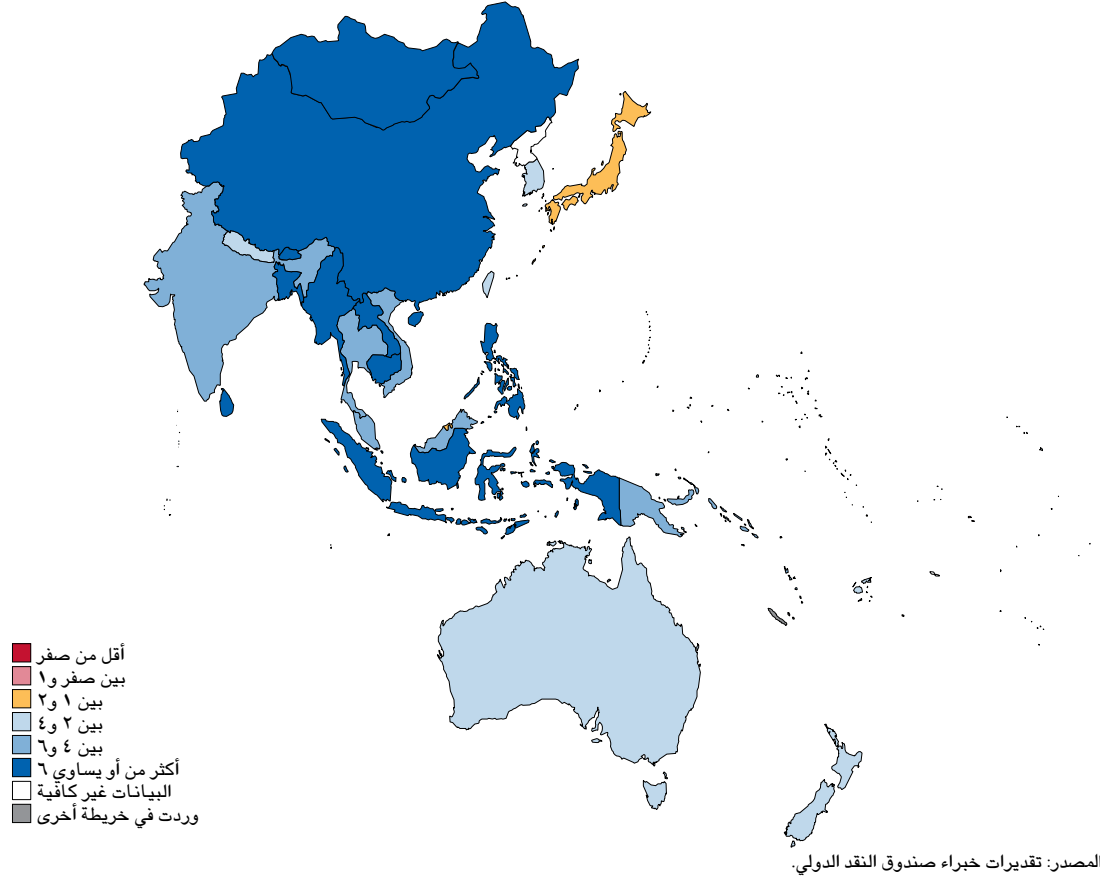 أقل من صفر
بين صفر و١
بين ١ و٢
بين ٢ و٤
بين ٤ و٦
أكثر من أو يساوي ٦
البيانات غير كافية
وردت في خريطة أخرى
المصدر: تقديرات خبراء صندوق النقد الدولي.